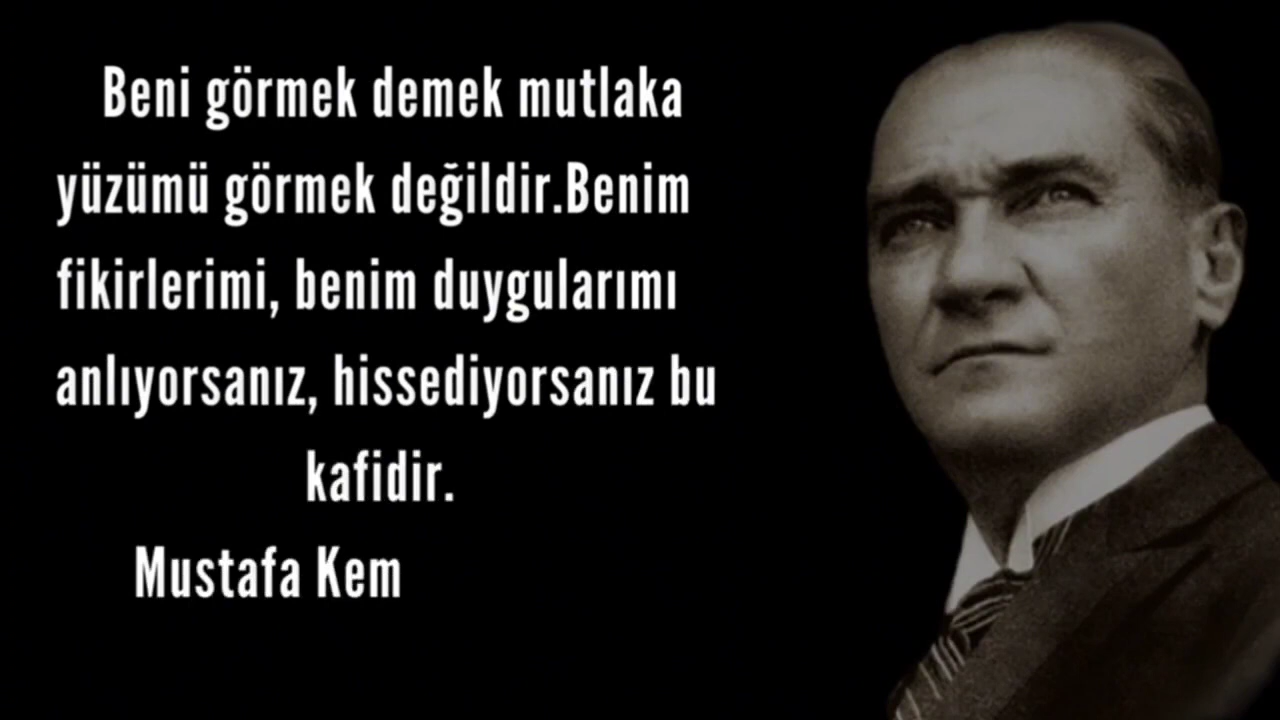 Beni görmek demek mutlaka
yüzümü görmek değildir.Benim
fikirlerimi, benim duygularımı
anlıyorsanız, hissediyorsanız bu
kafidir.
Mustafa Kem